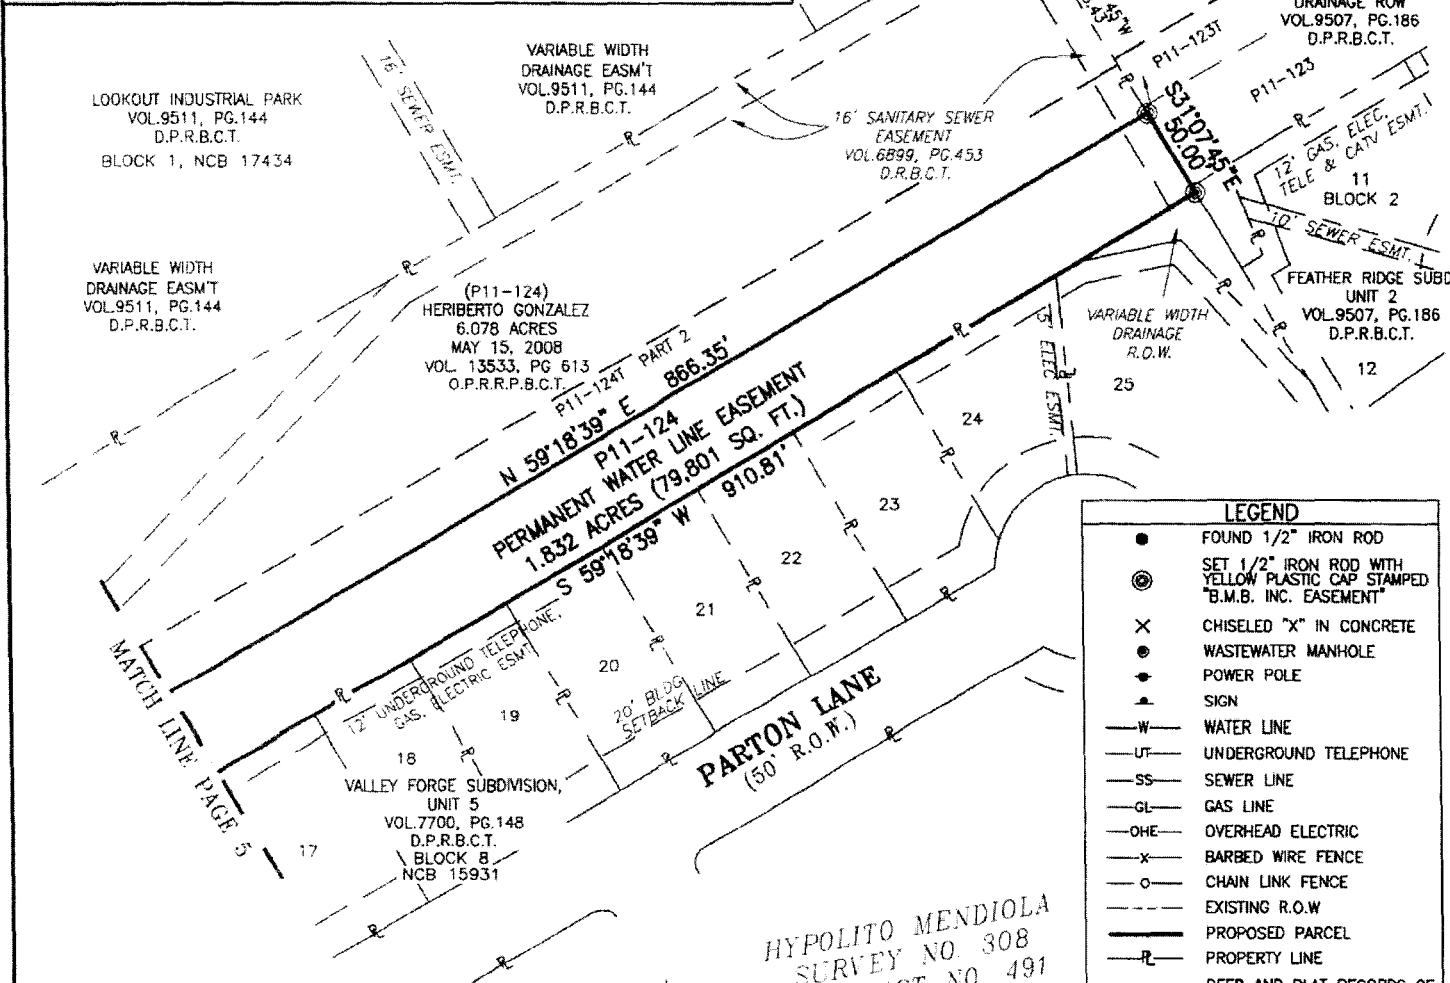 LOOKOUT INDUSTRIAL PARK
VOL.9511, PG.144
D.P.R.B.C.T.
BLOCK 1, NCB 17434
16' SEWER ESMT.
VARIABLE WIDTH
DRAINAGE EASM'T
VOL.9511, PG.144
D.P.R.B.C.T.
16' SANITARY SEWER
EASEMENT
VOL.6899, PG.453
D.R.B.C.T.
45"W
P11-123T
DRAINAGE ROW
VOL.9507, PG.186
D.P.R.B.C.T.
P11-123
S31°07'45"E
50.00'
12' GAS, ELEC,
TELE & CATV ESMT.
11
BLOCK 2
10' SEWER ESMT.
FEATHER RIDGE SUBD
UNIT 2
VOL.9507, PG.186
D.P.R.B.C.T.
12
VARIABLE WIDTH
DRAINAGE EASM'T
VOL.9511, PG.144
D.P.R.B.C.T.
(P11-124)
HERIBERTO GONZALEZ
6.078 ACRES
MAY 15, 2008
VOL. 13533, PG 613
O.P.R.R.P.B.C.T.
P11-124T PART 2
N 59°18'39" E 866.35'
P11-124
PERMANENT WATER LINE EASEMENT
1.832 ACRES (79,801 SQ. FT.)
S 59°18'39" W 910.81'
VARIABLE WIDTH
DRAINAGE
R.O.W.
5' ELEC ESMT.
25
24
23
22
21
20
19
18
17
12' UNDERGROUND TELEPHONE,
GAS, ELECTRIC ESMT
20' BLDG
SETBACK LINE
MATCH LINE PAGE 5
VALLEY FORGE SUBDIVISION,
UNIT 5
VOL.7700, PG.148
D.P.R.B.C.T.
BLOCK 8
NCB 15931
PARTON LANE
(50' R.O.W.)
HYPOLITO MENDIOLA
SURVEY NO. 308
NO. 491
LEGEND
FOUND 1/2" IRON ROD
SET 1/2" IRON ROD WITH
YELLOW PLASTIC CAP STAMPED
"B.M.B. INC. EASEMENT"
CHISELED "X" IN CONCRETE
WASTEWATER MANHOLE
POWER POLE
SIGN
W WATER LINE
UT UNDERGROUND TELEPHONE
SS SEWER LINE
GL GAS LINE
OHE OVERHEAD ELECTRIC
X BARBED WIRE FENCE
O CHAIN LINK FENCE
EXISTING R.O.W
PROPOSED PARCEL
PL PROPERTY LINE
DEED AND PLAT RECORDS OF